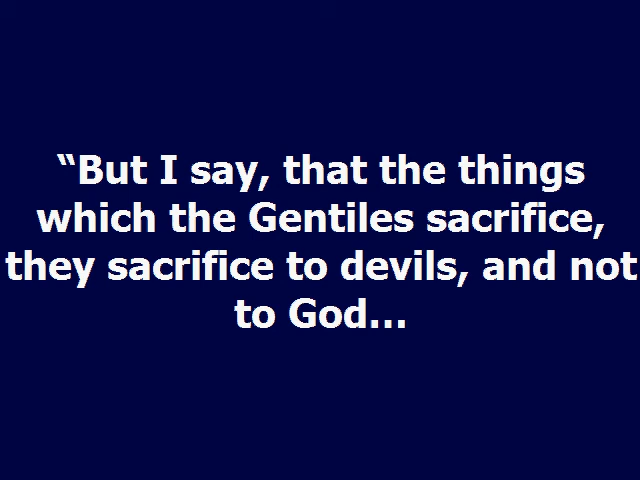 “But I say, that the things
which the Gentiles sacrifice,
they sacrifice to devils, and not
to God...